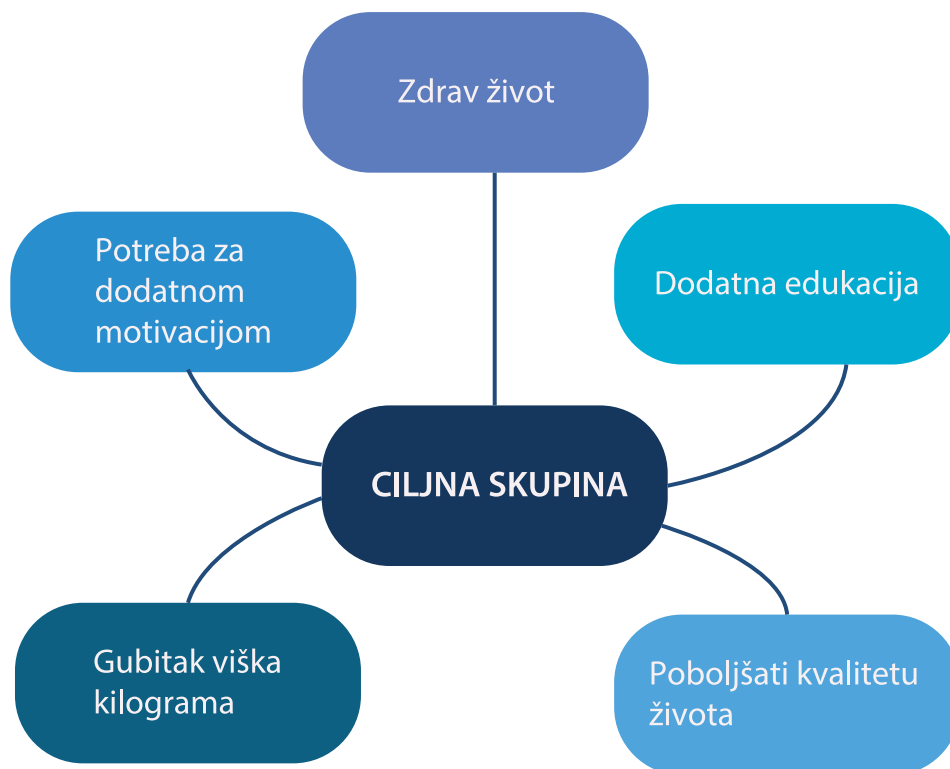 Zdrav život
Potreba za
dodatnom
motivacijom
Dodatna edukacija
CILJNA SKUPINA
Gubitak viška
kilograma
Poboljšati kvalitetu
života